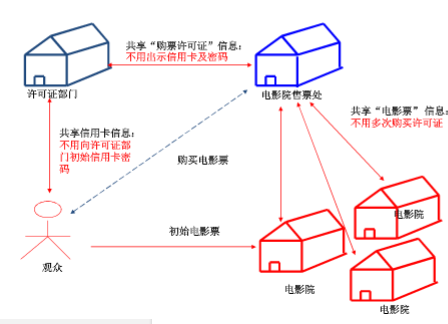 共享“购票许可证”信息:
不用出示信用卡及密码
许可证部门
电影院售票处
共享“电影票”信息:
不用多次购买许可证
共享信用卡信息:
不用向许可证部
门初始信用卡密
码
购买电影票
初始电影票
电影院
观众
电影院
电影院